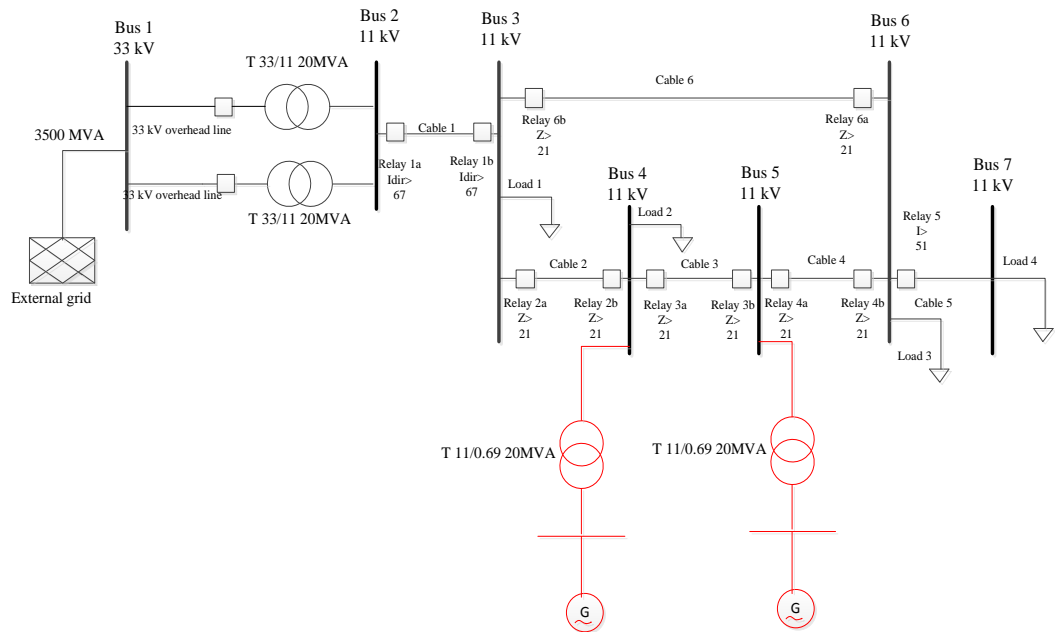 Bus 1
33 kV
Bus 2
11 kV
Bus 3
11 kV
Bus 6
11 kV
T 33/11 20MVA
Cable 6
3500 MVA
33 kV overhead line
Cable 1
Relay 6b
Z>
21
Relay 6a
Z>
21
Relay 1a
Idir>
67
Relay 1b
Idir>
67
33 kV overhead line
T 33/11 20MVA
Load 1
Bus 4
11 kV
Bus 5
11 kV
Bus 7
11 kV
Load 2
Relay 5
I>
51
Cable 2
Cable 3
Cable 4
Load 4
External grid
Relay 2a
Z>
21
Relay 2b
Z>
21
Relay 3a
Z>
21
Relay 3b
Z>
21
Relay 4a
Z>
21
Relay 4b
Z>
21
Cable 5
Load 3
T 11/0.69 20MVA
T 11/0.69 20MVA
G
G